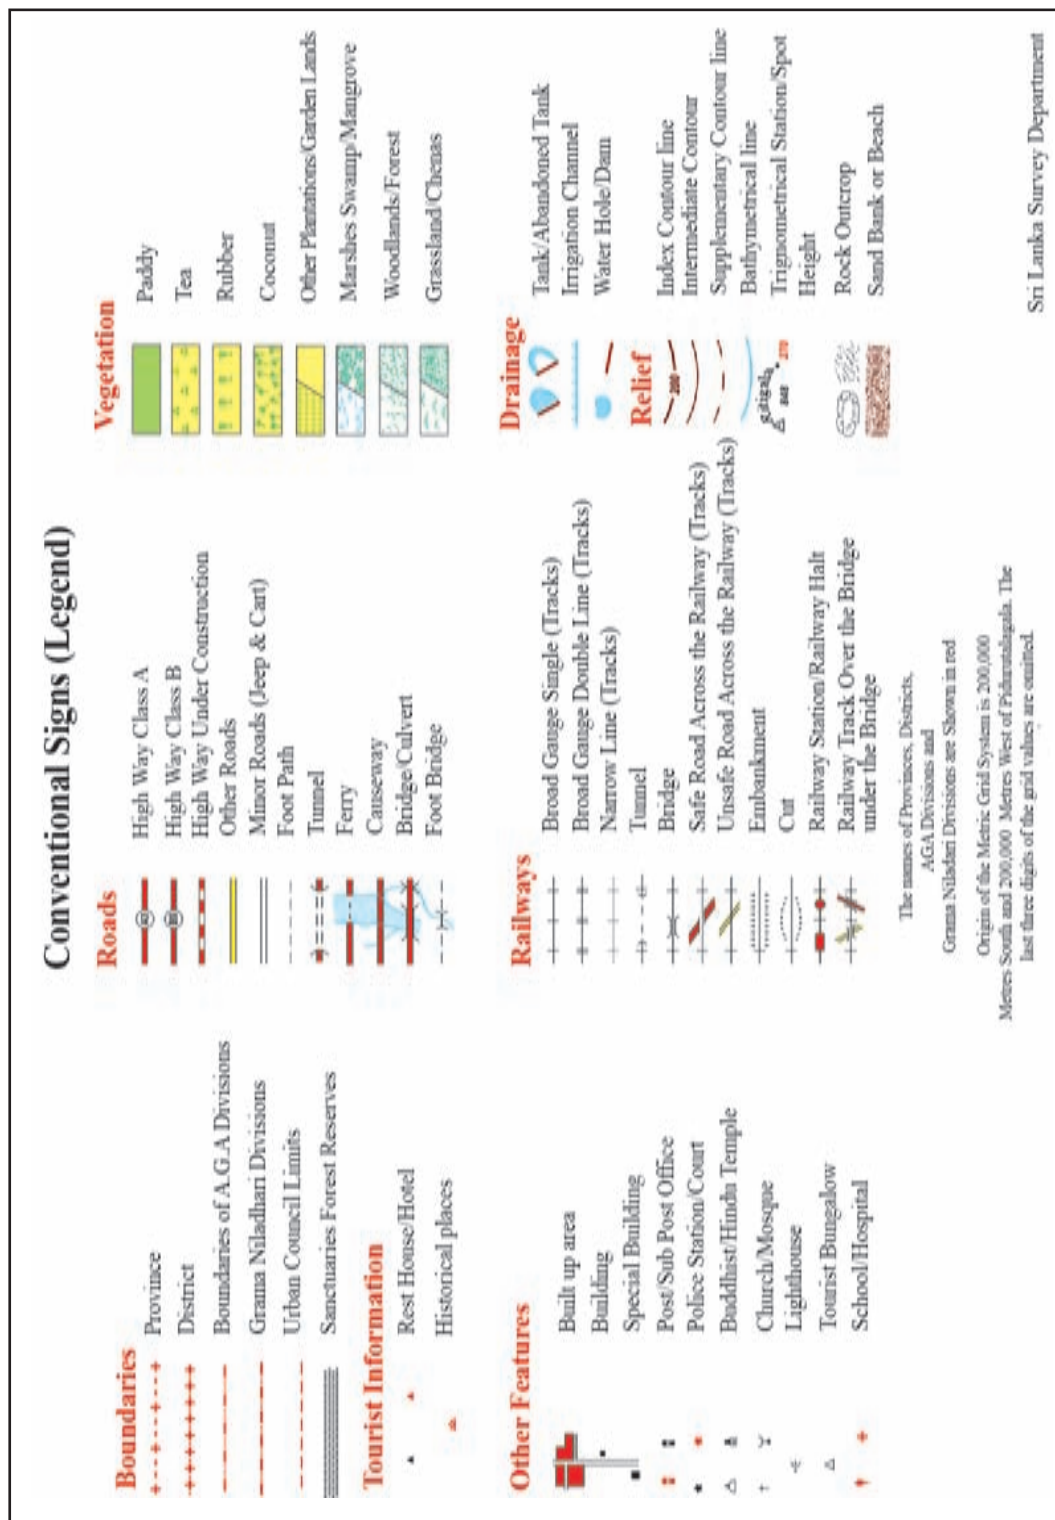 Conventional Signs (Legend)
Boundaries
Province
District
Boundaries of A.G.A Divisions
Grama Niladhari Divisions
Urban Council Limits
Sanctuaries Forest Reserves
Tourist Information
Rest House/Hotel
Historical places
Other Features
Built up area
Building
Special Building
Post/Sub Post Office
Police Station/Court
Buddhist/Hindu Temple
Church/Mosque
Lighthouse
Tourist Bungalow
School/Hospital
Roads
High Way Class A
High Way Class B
High Way Under Construction
Other Roads
Minor Roads (Jeep & Cart)
Foot Path
Tunnel
Ferry
Causeway
Bridge/Culvert
Foot Bridge
Railways
Broad Gauge Single (Tracks)
Broad Gauge Double Line (Tracks)
Narrow Line (Tracks)
Tunnel
Bridge
Safe Road Across the Railway (Tracks)
Unsafe Road Across the Railway (Tracks)
Embankment
Cut
Railway Station/Railway Halt
Railway Track Over the Bridge
under the Bridge
The names of Provinces, Districts,
AGA Divisions and
Grama Niladari Divisions are Shown in red
Origin of the Metric Grid System is 200,000
Metres South and 200,000 Metres West of Pidurutalagala. The
last three digits of the grid values are omitted.
Vegetation
Paddy
Tea
Rubber
Coconut
Other Plantations/Garden Lands
Marshes Swamp/Mangrove
Woodlands/Forest
Grassland/Chenas
Drainage
Tank/Abandoned Tank
Irrigation Channel
Water Hole/Dam
Relief
200
Index Contour line
Intermediate Contour
Supplementary Contour line
Bathymetrical line
gitigala
848
270
Trignometrical Station/Spot
Height
Rock Outcrop
Sand Bank or Beach
Sri Lanka Survey Department